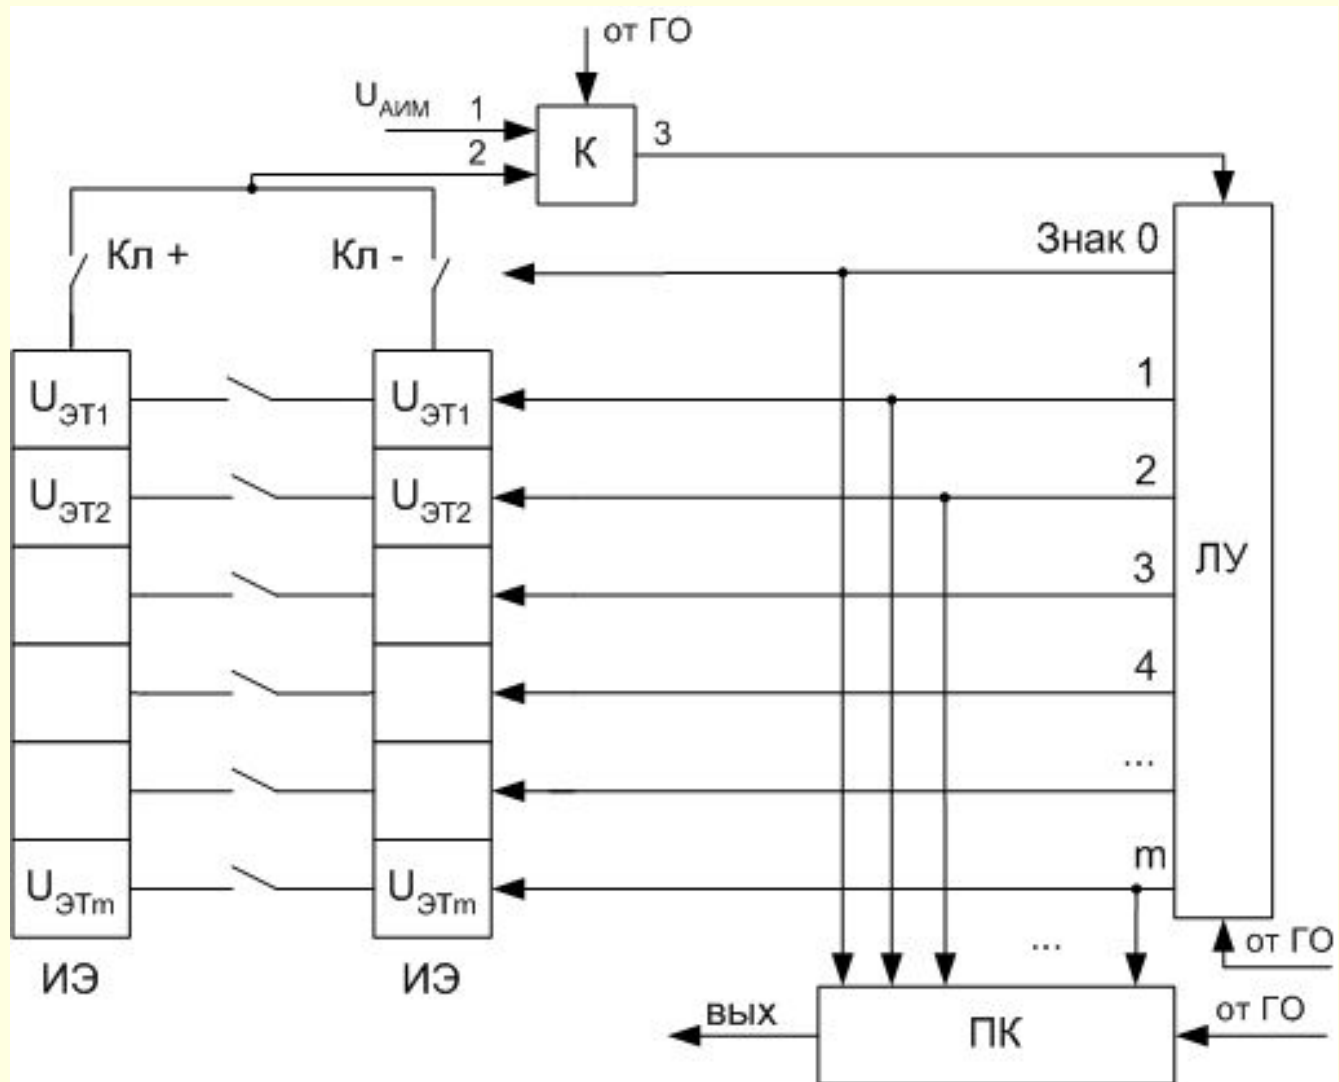 от ГО
UАИМ
1
2
К
3
Кл +
Кл -
Знак 0
UЭТ1
UЭТ1
1
UЭТ2
UЭТ2
2
3
ЛУ
4
...
UЭТm
UЭТm
m
ИЭ
ИЭ
...
от ГО
вых
ПК
от ГО